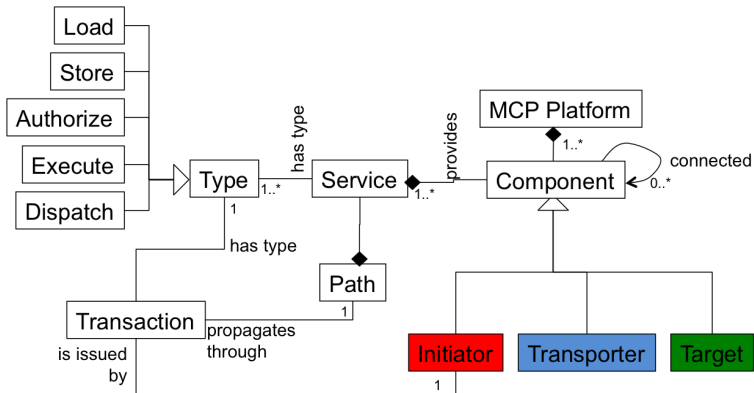 Load
Store
Authorize
Execute
Dispatch
Type
1..*
1
has type
has type
Service
1..*
provides
MCP Platform
1..*
connected
Component
0..*
Path
1
Transaction
propagates
through
is issued
by
Initiator
Transporter
Target
1